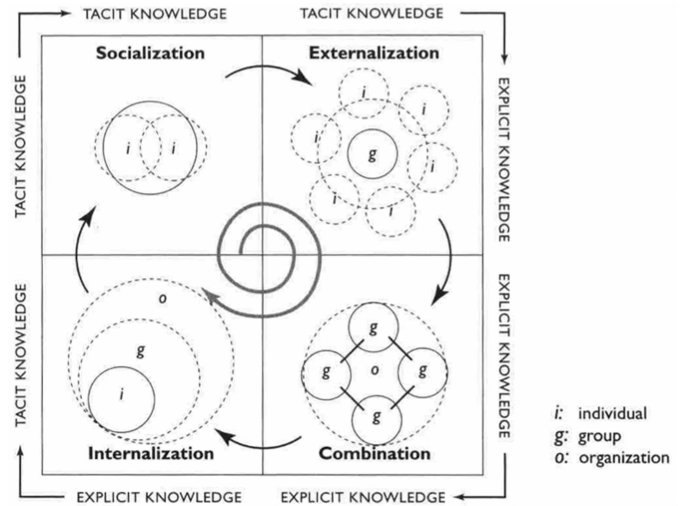 TACIT KNOWLEDGE
TACIT KNOWLEDGE
TACIT KNOWLEDGE
EXPLICIT KNOWLEDGE
Socialization
i
i
Externalization
i
i
i
i
i
i
g
o
g
i
Internalization
g
g
o
g
g
Combination
TACIT KNOWLEDGE
EXPLICIT KNOWLEDGE
EXPLICIT KNOWLEDGE
EXPLICIT KNOWLEDGE
i: individual
g: group
o: organization